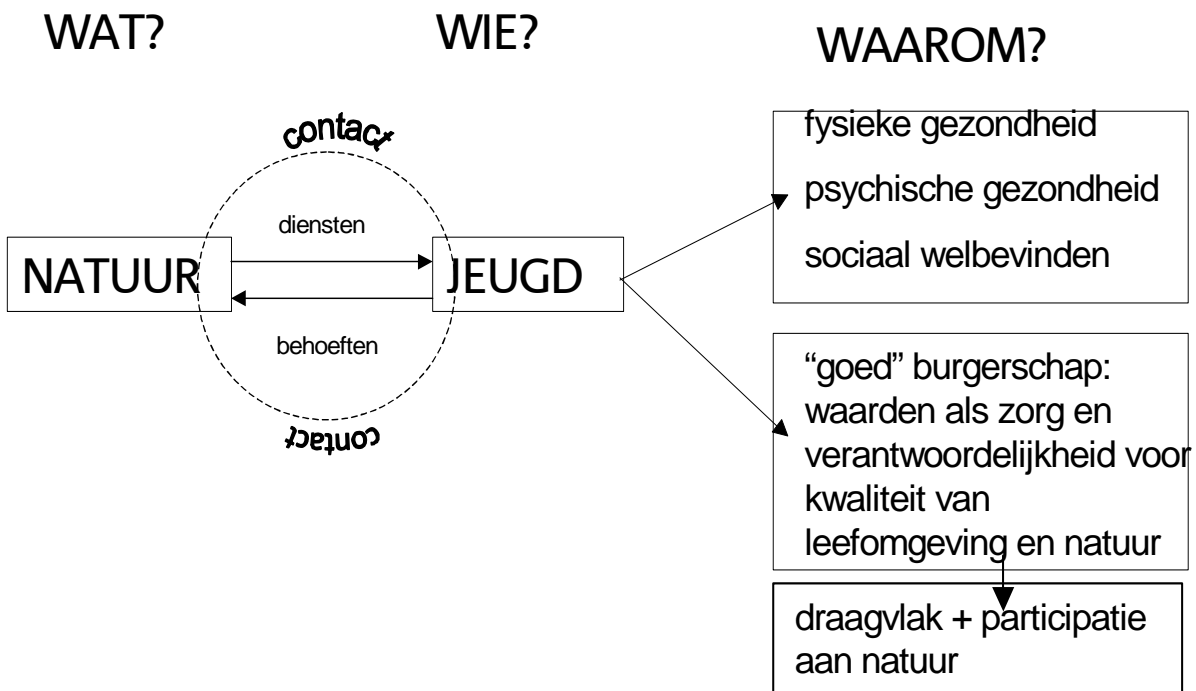 WAT?
WIE?
WAAROM?
contact
diensten
NATUUR
JEUGD
behoeften
contact
fysieke gezondheid
psychische gezondheid
sociaal welbevinden
“goed” burgerschap:
waarden als zorg en
verantwoordelijkheid voor
kwaliteit van
leefomgeving en natuur
draagvlak + participatie
aan natuur